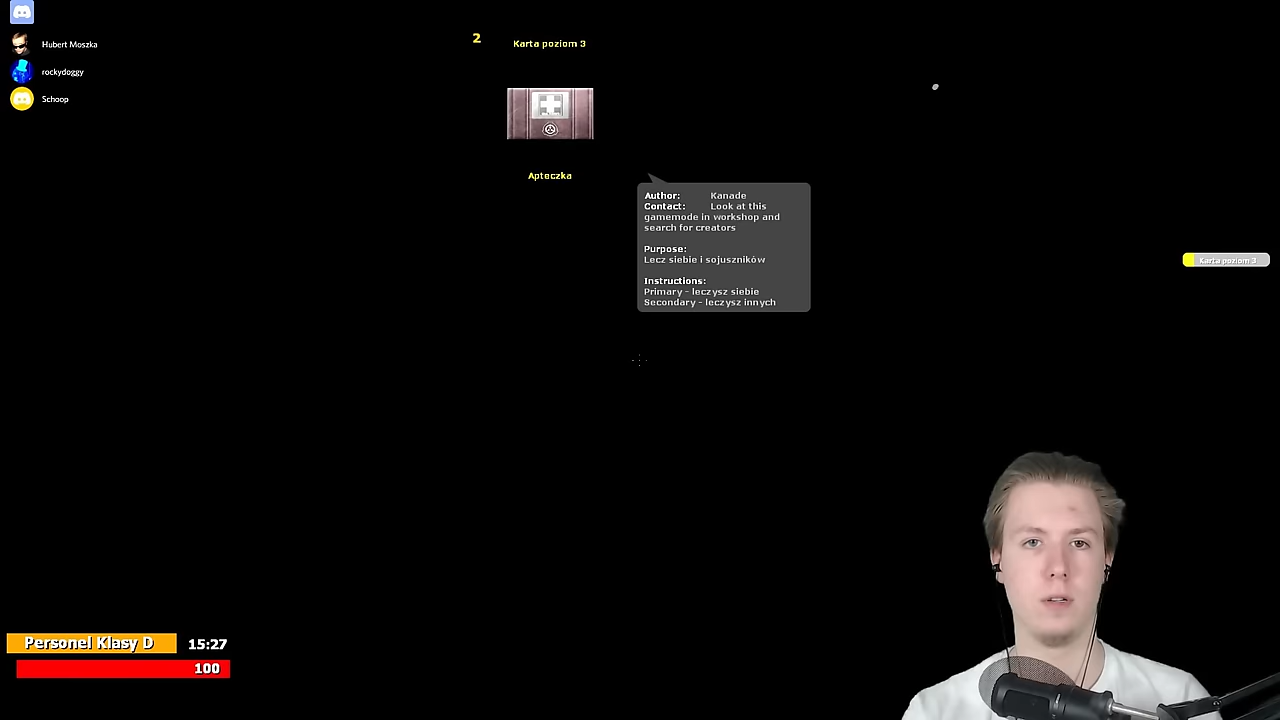 Hubert Moszka
rockydoggy
Schoop
2
Karta poziom 3
Apteczka
Author: Kanade
Contact: Look at this
gamemode in workshop and
search for creators
Purpose:
Lecz siebie i sojuszników
Instructions:
Primary - leczysz siebie
Secondary - leczysz innych
Karta poziom 3
Personel Klasy D
15:27
100